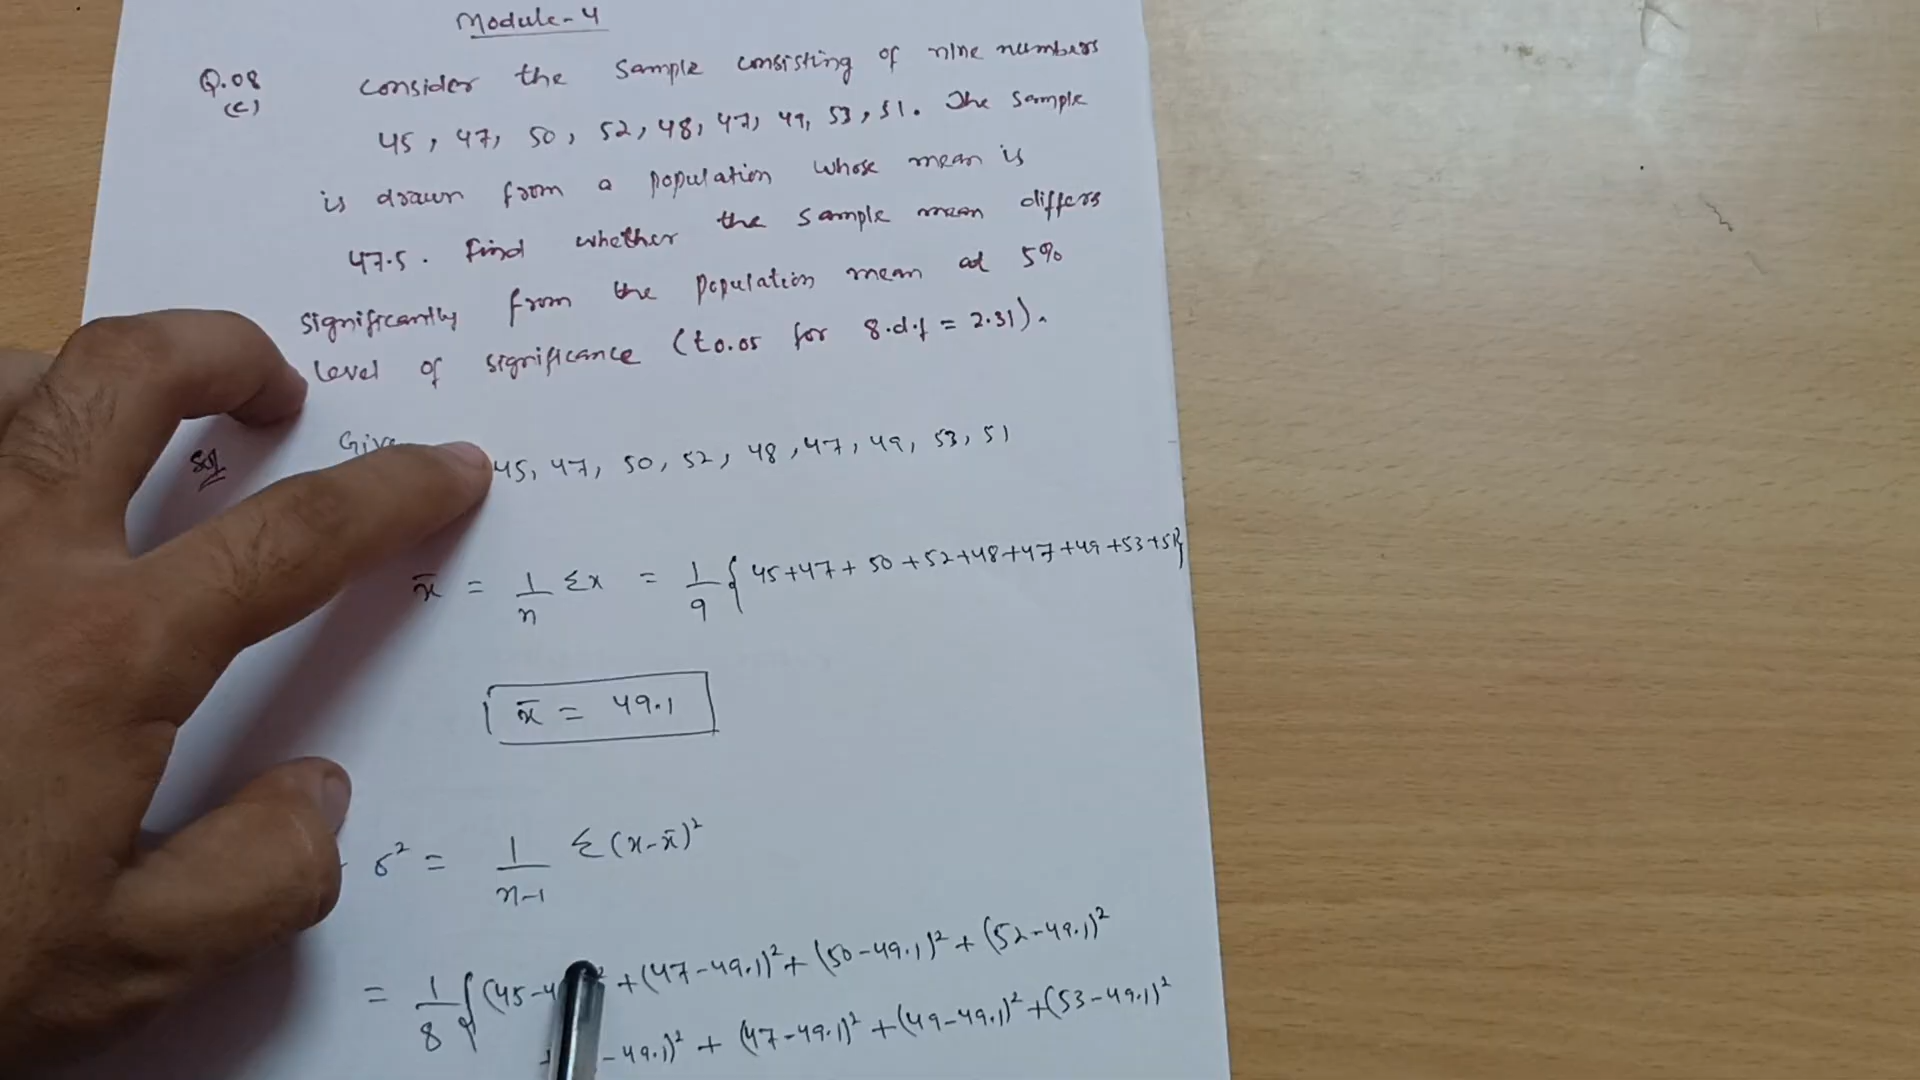 Module-4
Q.08 Consider the sample consisting of nine numbers
(c) 45, 47, 50, 52, 48, 47, 49, 53, 51. The sample
is drawn from a population whose mean is
47.5. Find whether the sample mean differs
significantly from the population mean at 5%
level of significance (t0.05 for 8.d.f = 2.31).
Sol
45, 47, 50, 52, 48, 47, 49, 53, 51
x̄ = 1/n Σx = 1/9 {45+47+50+52+48+47+49+53+51}
x̄ = 49.1
σ² = 1/n-1 Σ(x-x̄)²
= 1/8 {(45-4 ² +(47-49.1)²+(50-49.1)²+(52-49.1)²
-49.1)² + (47-49.1)² +(49-49.1)² +(53-49.1)²